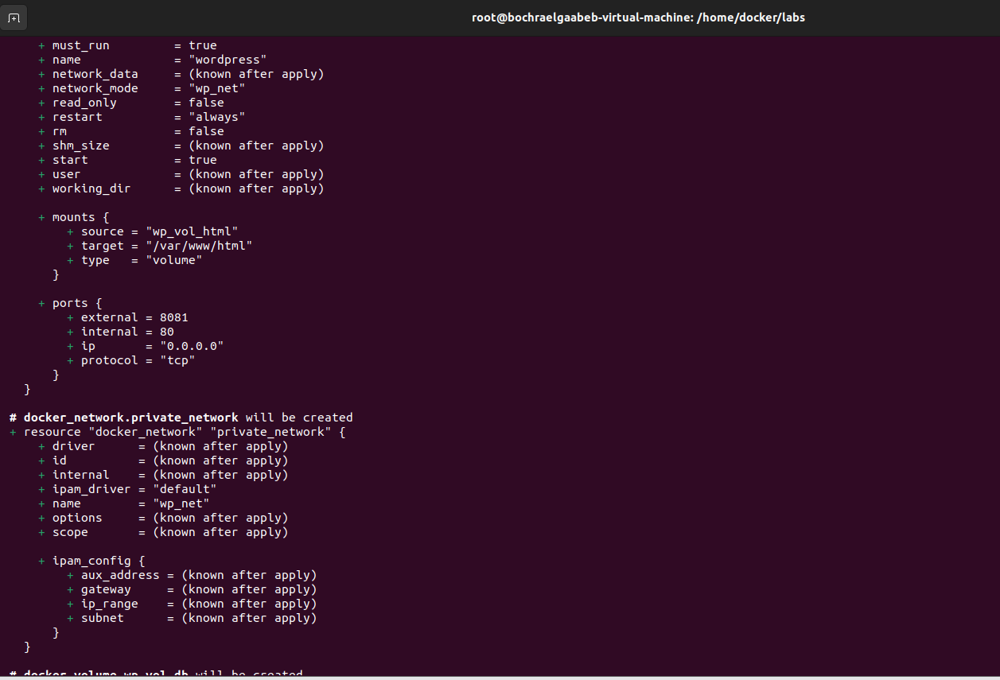 root@bochraelgaabeb-virtual-machine: /home/docker/labs
+ must_run         = true
+ name             = "wordpress"
+ network_data     = (known after apply)
+ network_mode     = "wp_net"
+ read_only        = false
+ restart          = "always"
+ rm               = false
+ shm_size         = (known after apply)
+ start            = true
+ user             = (known after apply)
+ working_dir      = (known after apply)
+ mounts {
+ source = "wp_vol_html"
+ target = "/var/www/html"
+ type   = "volume"
}
+ ports {
+ external = 8081
+ internal = 80
+ ip       = "0.0.0.0"
+ protocol = "tcp"
}
}
# docker_network.private_network will be created
+ resource "docker_network" "private_network" {
+ driver      = (known after apply)
+ id          = (known after apply)
+ internal    = (known after apply)
+ ipam_driver = "default"
+ name        = "wp_net"
+ options     = (known after apply)
+ scope       = (known after apply)
+ ipam_config {
+ aux_address = (known after apply)
+ gateway     = (known after apply)
+ ip_range    = (known after apply)
+ subnet      = (known after apply)
}
}
# docker_volume.wp_vol_db will be created